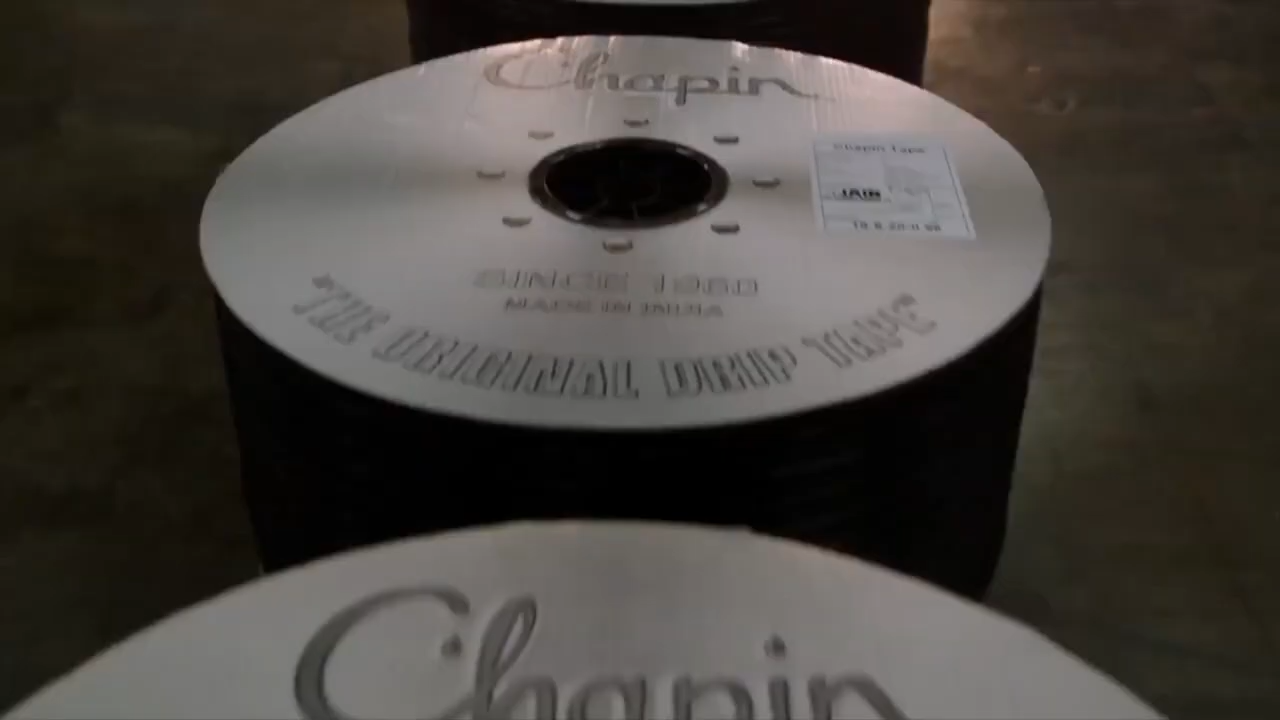 Chapin
Chapin Tape
JAIN
SINCE 1960
MADE IN INDIA
"THE ORIGINAL DRIP TAPE"
Chapin